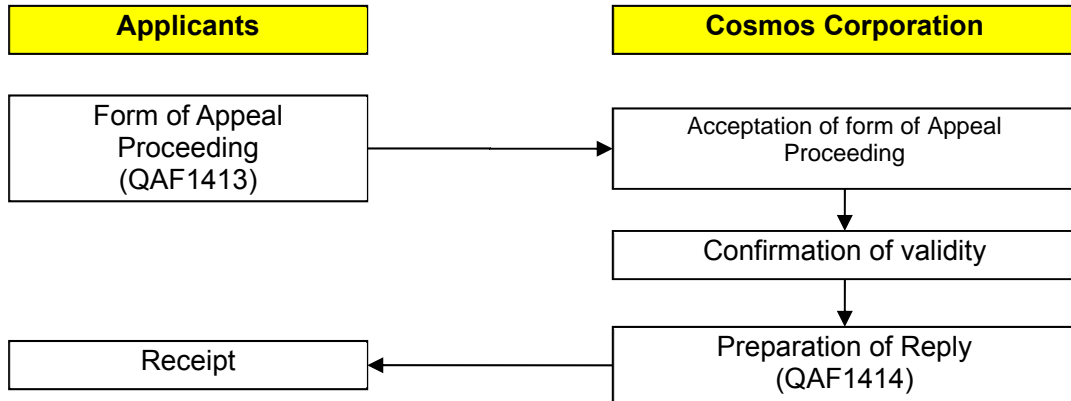 Applicants
Cosmos Corporation
Form of Appeal
Proceeding
(QAF1413)
Acceptation of form of Appeal
Proceeding
Confirmation of validity
Preparation of Reply
(QAF1414)
Receipt